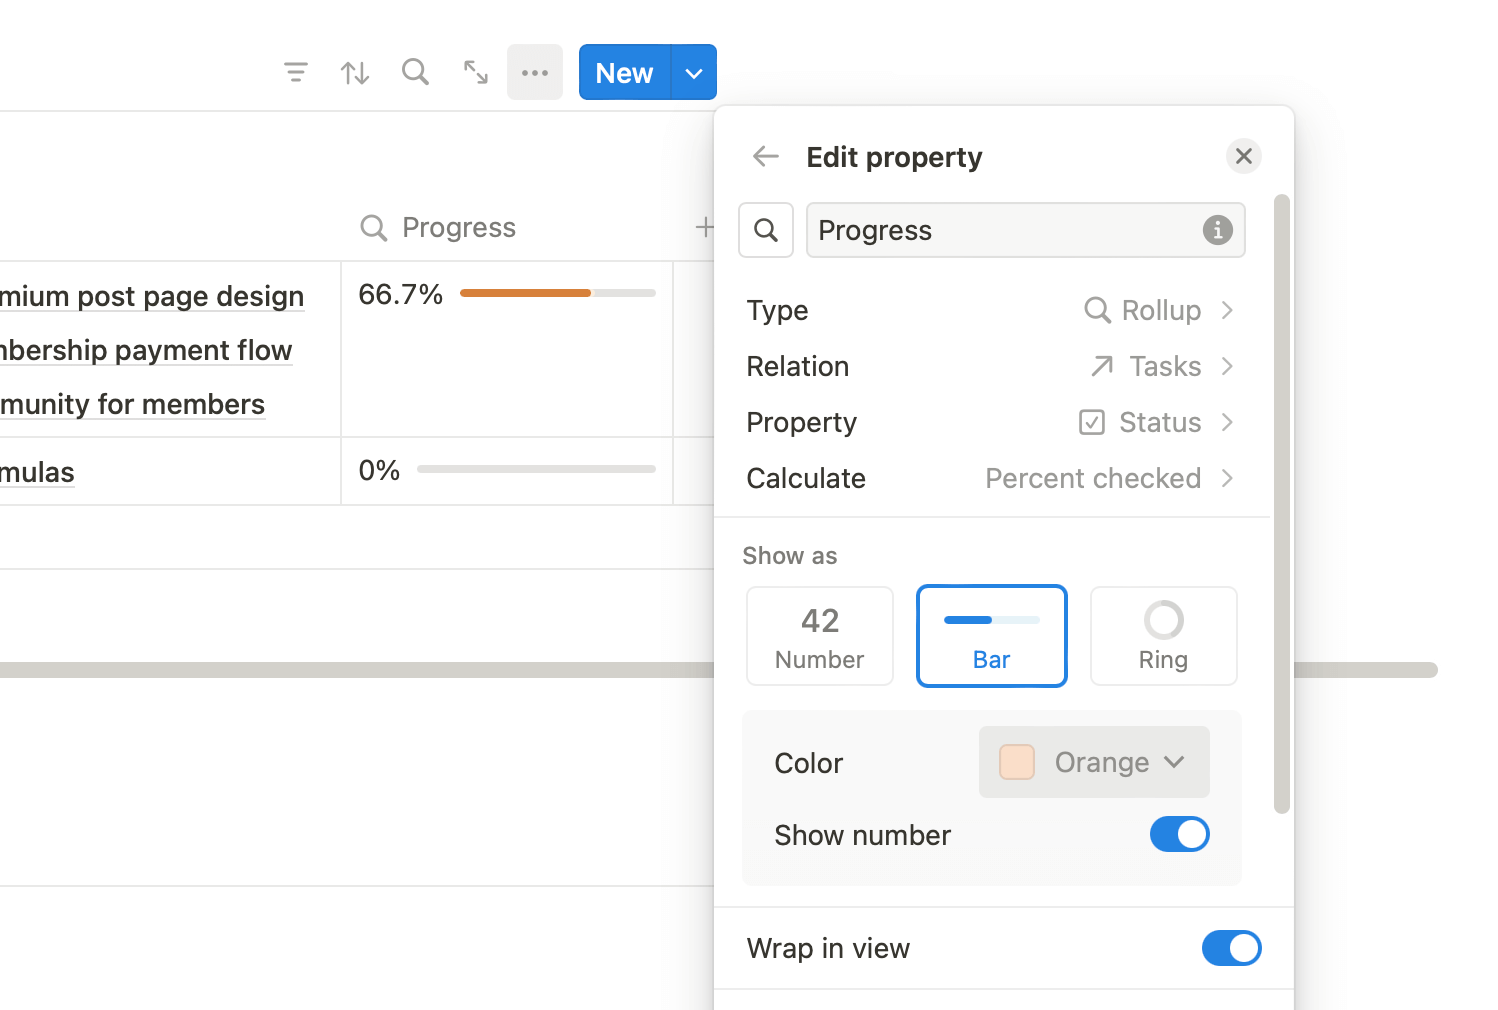 New
Edit property
Progress
Progress
mium post page design
66.7%
bership payment flow
munity for members
mulas
0%
Type
Rollup
Relation
Tasks
Property
Status
Calculate
Percent checked
Show as
42
Number
Bar
Ring
Color
Orange
Show number
Wrap in view